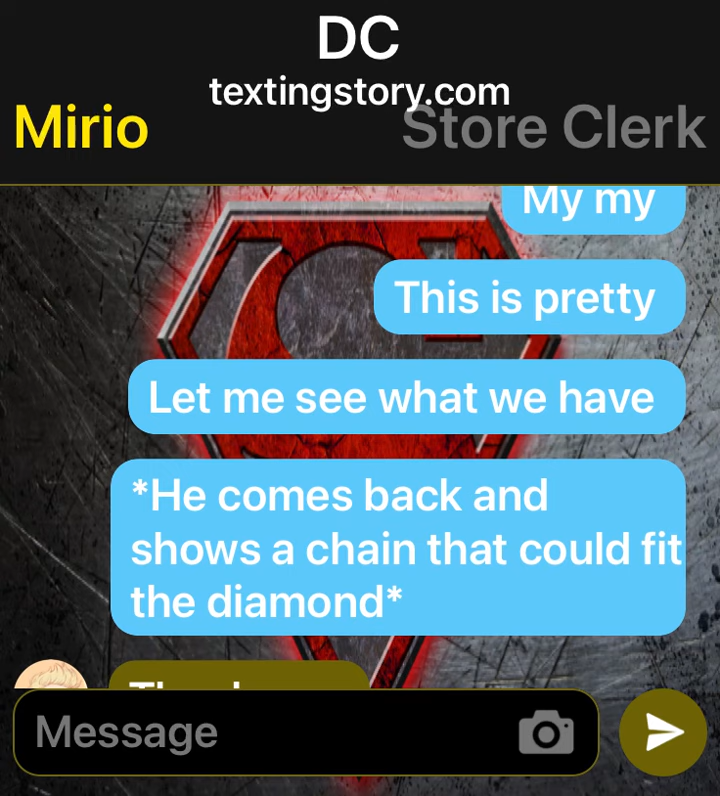 DC
textingstory.com
Mirio
Store Clerk
My my
This is pretty
Let me see what we have
*He comes back and
shows a chain that could fit
the diamond*
Message